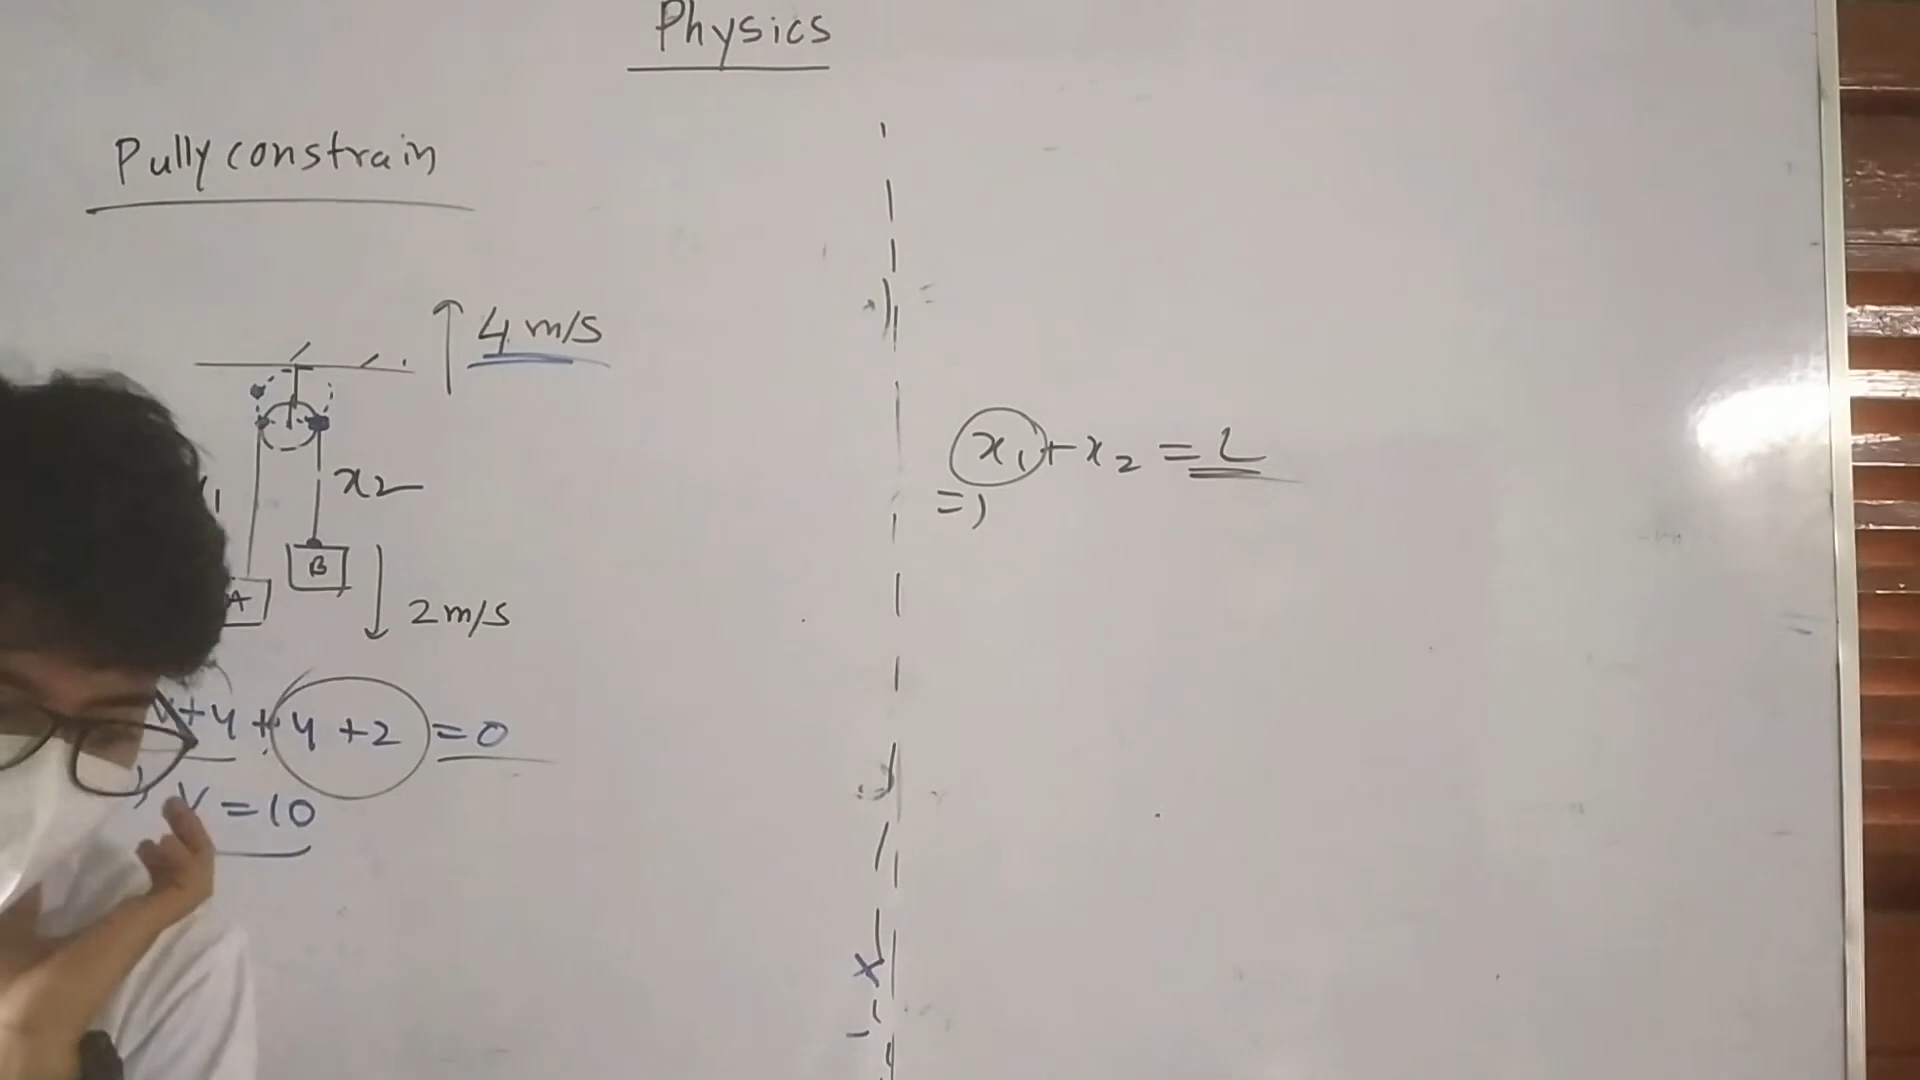 Physics
Pully constrain
4 m/s
x2
B
A
2 m/s
+4 + 4 + 2 = 0
V = 10
x1 + x2 = L
=)